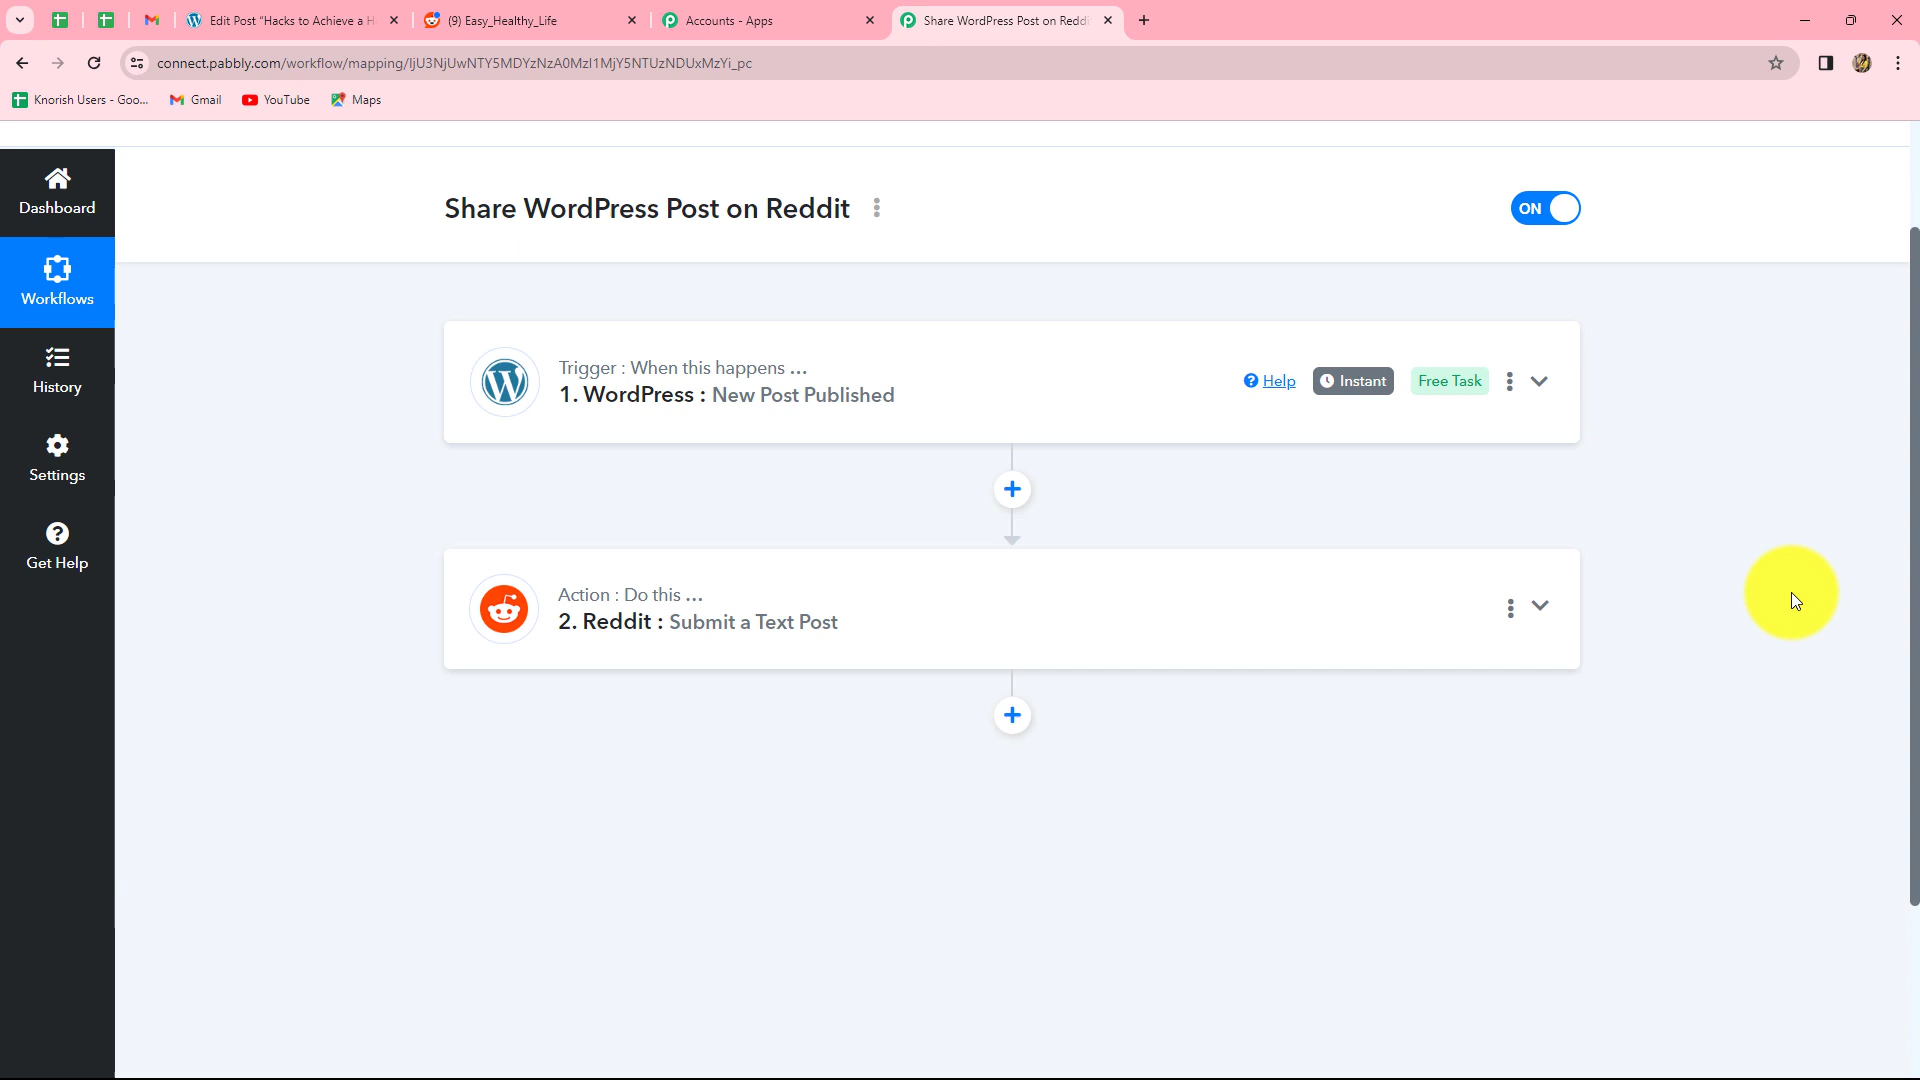 Edit Post "Hacks to Achieve a H
(9) Easy_Healthy_Life
Accounts - Apps
Share WordPress Post on Reddi
connect.pabbly.com/workflow/mapping/IjU3NjUwNTY5MDYzNzA0MzI1MjY5NTUzNDUxMzYi_pc
Knorish Users - Goo...
Gmail
YouTube
Maps
Dashboard
Workflows
History
Settings
Get Help
Share WordPress Post on Reddit
ON
Trigger : When this happens ...
1. WordPress : New Post Published
Help
Instant
Free Task
Action : Do this ...
2. Reddit : Submit a Text Post